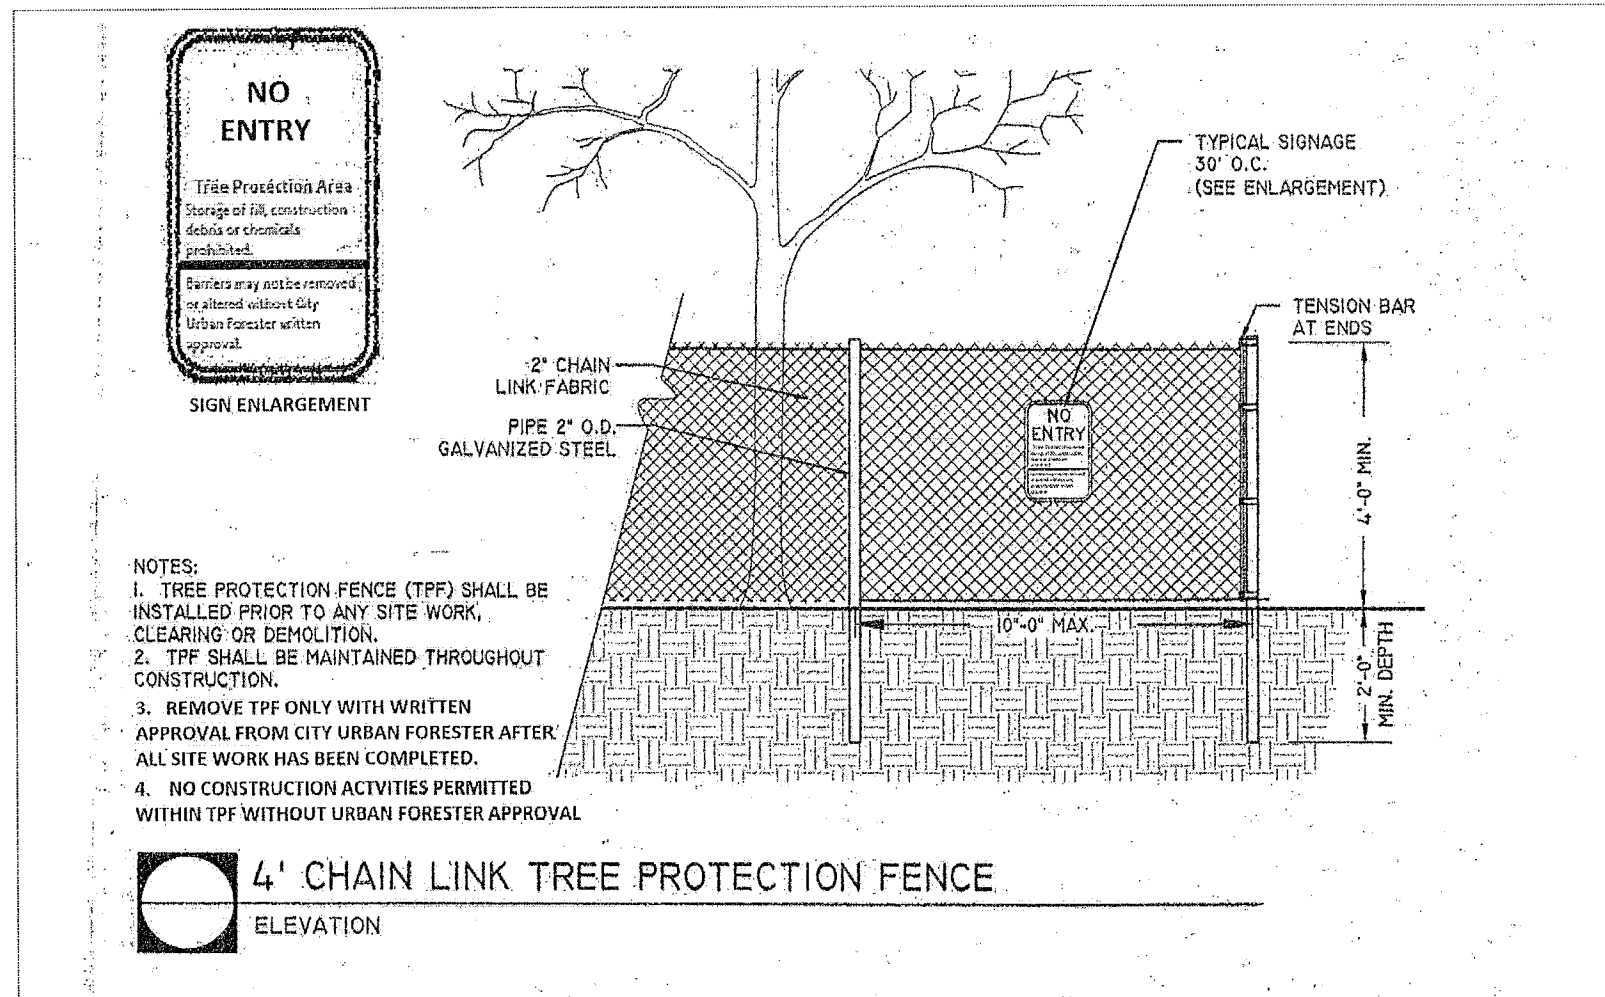 NO
ENTRY
Tree Protection Area
Storage of fill, construction
debris or chemicals
prohibited.
Barriers may not be removed
or altered without City
Urban Forester written
approval.
SIGN ENLARGEMENT
TYPICAL SIGNAGE
30' O.C.
(SEE ENLARGEMENT)
TENSION BAR
AT ENDS
2" CHAIN
LINK FABRIC
PIPE 2" O.D.
GALVANIZED STEEL
NO
ENTRY
4'-0" MIN.
10"-0" MAX.
2'-0"
MIN. DEPTH
NOTES:
1. TREE PROTECTION FENCE (TPF) SHALL BE
INSTALLED PRIOR TO ANY SITE WORK,
CLEARING OR DEMOLITION.
2. TPF SHALL BE MAINTAINED THROUGHOUT
CONSTRUCTION.
3. REMOVE TPF ONLY WITH WRITTEN
APPROVAL FROM CITY URBAN FORESTER AFTER
ALL SITE WORK HAS BEEN COMPLETED.
4. NO CONSTRUCTION ACTVITIES PERMITTED
WITHIN TPF WITHOUT URBAN FORESTER APPROVAL
4' CHAIN LINK TREE PROTECTION FENCE
ELEVATION